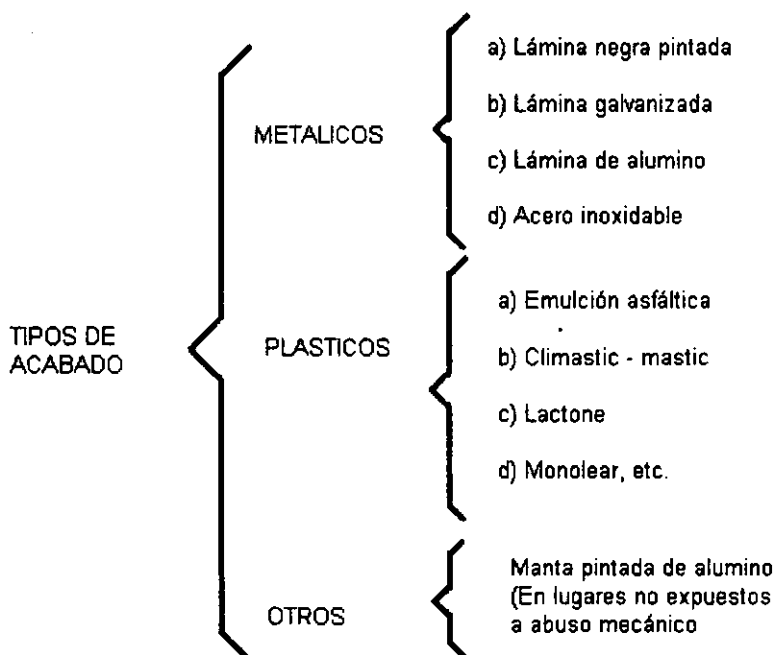 TIPOS DE
ACABADO
METALICOS
a) Lámina negra pintada
b) Lámina galvanizada
c) Lámina de alumino
d) Acero inoxidable
PLASTICOS
a) Emulción asfáltica
b) Climastic - mastic
c) Lactone
d) Monolear, etc.
OTROS
Manta pintada de alumino
(En lugares no expuestos
a abuso mecánico